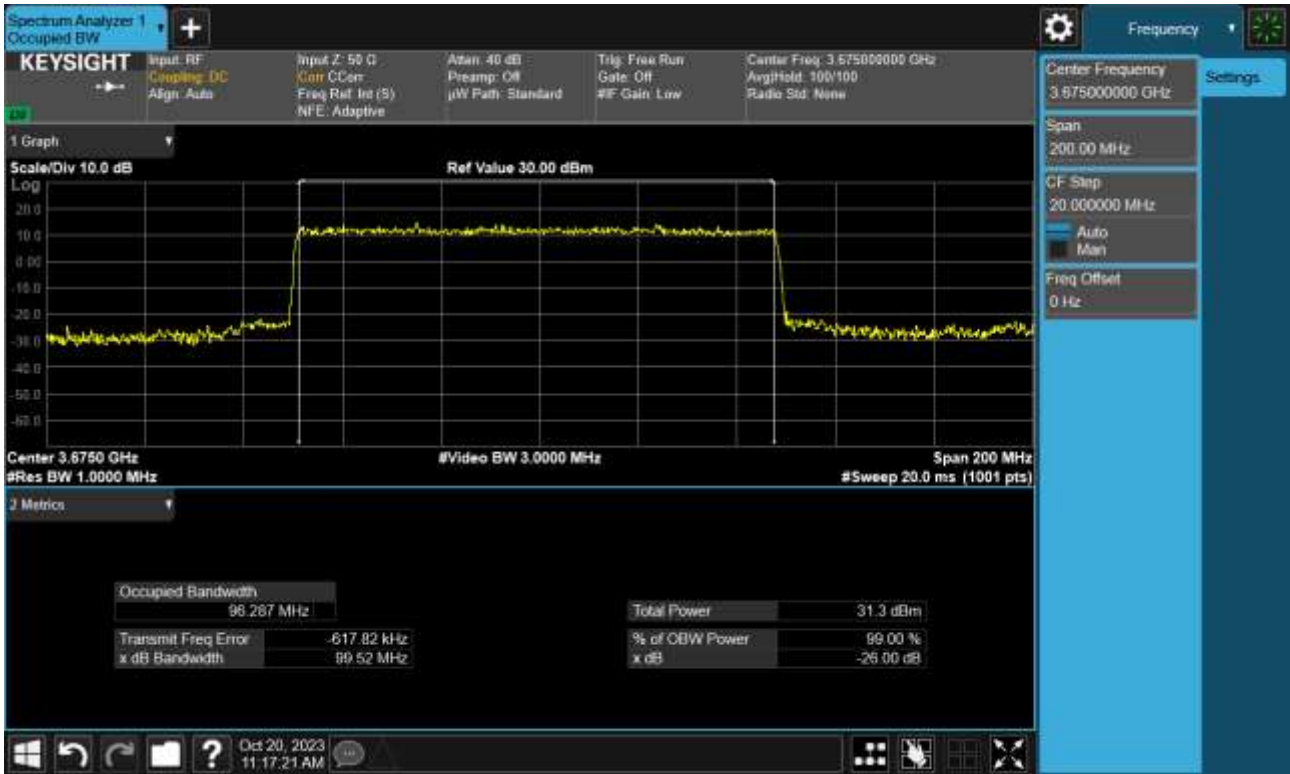 Spectrum Analyzer 1
Occupied BW
Frequency
KEYSIGHT
Input: RF
Coupling: DC
Align: Auto
Input Z: 50 Ω
Corr CCorr
Freq Ref: Int (S)
NFE: Adaptive
Atten: 40 dB
Preamp: Off
µW Path: Standard
Trig: Free Run
Gate: Off
#IF Gain: Low
Center Freq: 3.675000000 GHz
Avg|Hold: 100/100
Radio Std: None
Center Frequency
3.675000000 GHz
Settings
Span
200.00 MHz
CF Step
20.000000 MHz
Auto
Man
Freq Offset
0 Hz
1 Graph
Scale/Div 10.0 dB
Ref Value 30.00 dBm
Log
20.0
10.0
0.00
-10.0
-20.0
-30.0
-40.0
-50.0
-60.0
Center 3.6750 GHz
#Video BW 3.0000 MHz
Span 200 MHz
#Res BW 1.0000 MHz
#Sweep 20.0 ms (1001 pts)
2 Metrics
Occupied Bandwidth
96.287 MHz
Total Power 31.3 dBm
Transmit Freq Error -617.82 kHz
% of OBW Power 99.00 %
x dB Bandwidth 99.52 MHz
x dB -26.00 dB
Oct 20, 2023
11:17:21 AM